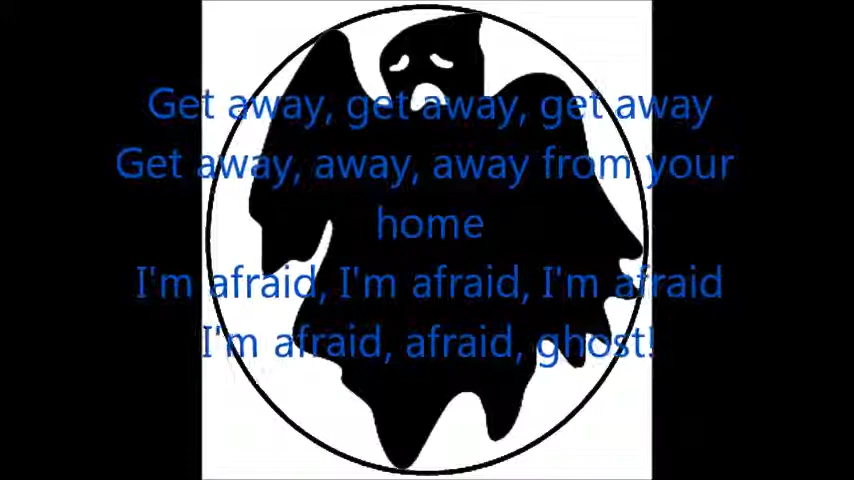 Get away, get away, get away
Get away, away, away from your
home
I'm afraid, I'm afraid, I'm afraid
I'm afraid, afraid, ghost!